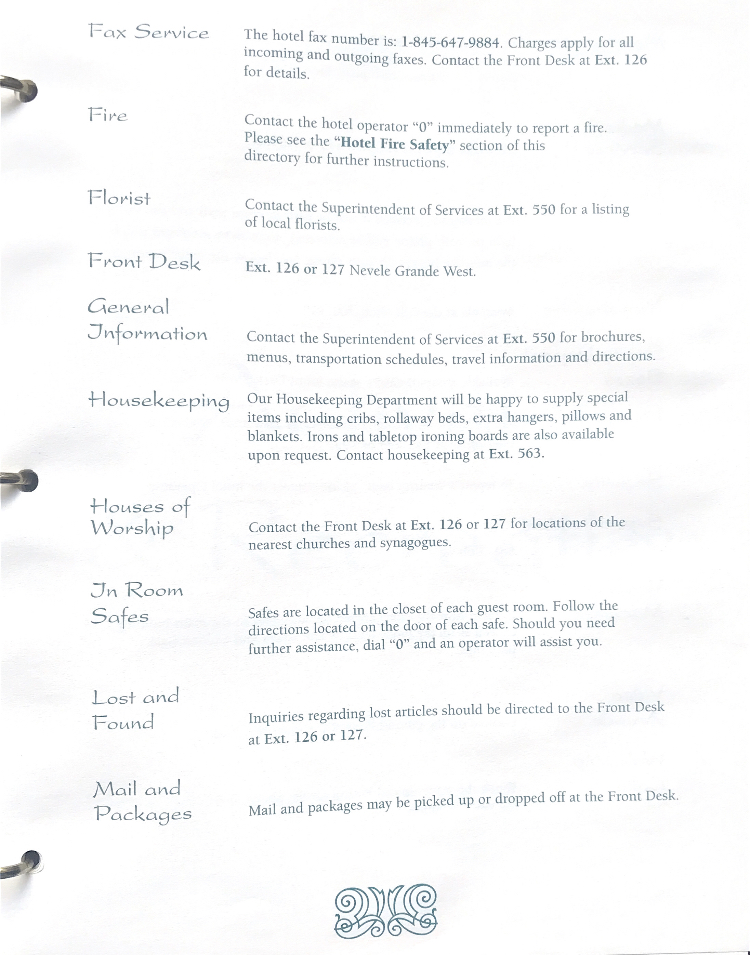 Fax Service
The hotel fax number is: 1-845-647-9884. Charges apply for all
incoming and outgoing faxes. Contact the Front Desk at Ext. 126
for details.
Fire
Contact the hotel operator “0” immediately to report a fire.
Please see the “Hotel Fire Safety” section of this
directory for further instructions.
Florist
Contact the Superintendent of Services at Ext. 550 for a listing
of local florists.
Front Desk
Ext. 126 or 127 Nevele Grande West.
General
Information
Contact the Superintendent of Services at Ext. 550 for brochures,
menus, transportation schedules, travel information and directions.
Housekeeping
Our Housekeeping Department will be happy to supply special
items including cribs, rollaway beds, extra hangers, pillows and
blankets. Irons and tabletop ironing boards are also available
upon request. Contact housekeeping at Ext. 563.
Houses of
Worship
Contact the Front Desk at Ext. 126 or 127 for locations of the
nearest churches and synagogues.
In Room
Safes
Safes are located in the closet of each guest room. Follow the
directions located on the door of each safe. Should you need
further assistance, dial “0” and an operator will assist you.
Lost and
Found
Inquiries regarding lost articles should be directed to the Front Desk
at Ext. 126 or 127.
Mail and
Packages
Mail and packages may be picked up or dropped off at the Front Desk.